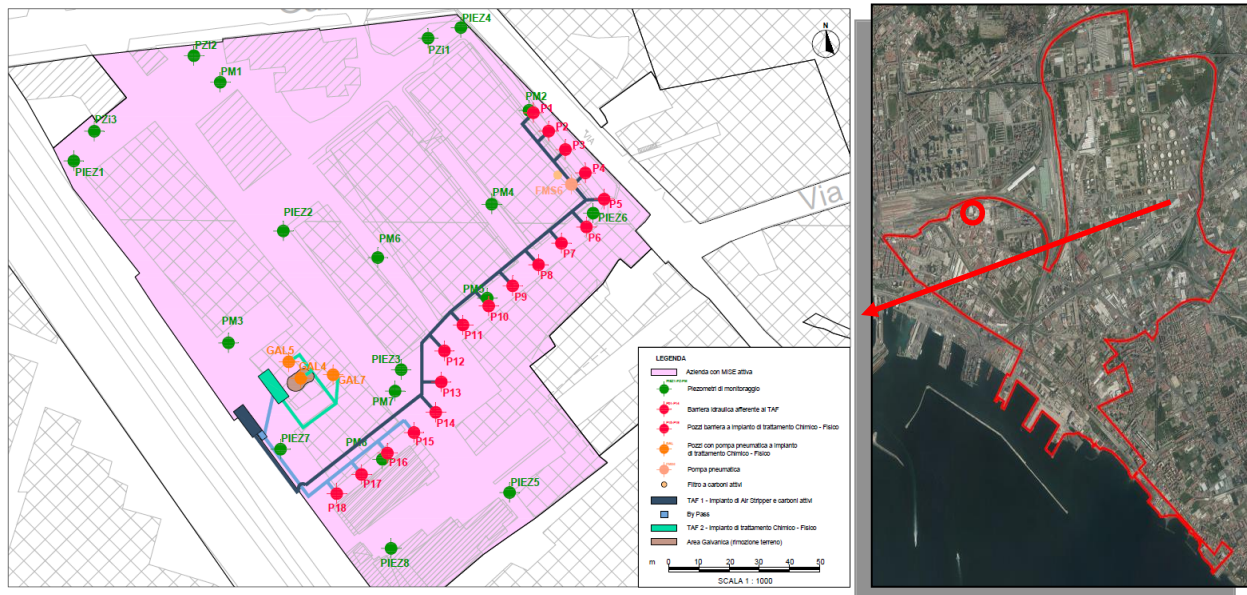 PIEZ4
PZi1
PZi2
PM1
N
PM2
P1
P2
P3
VIA
PZi3
PIEZ1
P4
EMS6
PM4
P5
Via
PIEZ6
PIEZ2
P6
PM6
P7
P8
P9
PM5
P10
PM3
P11
P12
GAL5
GAL4
GAL7
PIEZ3
PM7
P13
P14
PIEZ7
P15
PM8
P16
P17
P18
PIEZ5
PIEZ8
LEGENDA
Azienda con MISE attiva
Piezometri di monitoraggio
Barriera Idraulica afferente al TAF
Pozzi barriera a impianto di trattamento Chimico - Fisico
Pozzi con pompa pneumatica a impianto
di trattamento Chimico - Fisico
Pompa pneumatica
Filtro a carboni attivi
TAF 1 - Impianto di Air Stripper e carboni attivi
By Pass
TAF 2 - Impianto di trattamento Chimico - Fisico
Area Galvanica (rimozione terreno)
m 0 10 20 30 40 50
SCALA 1 : 1000